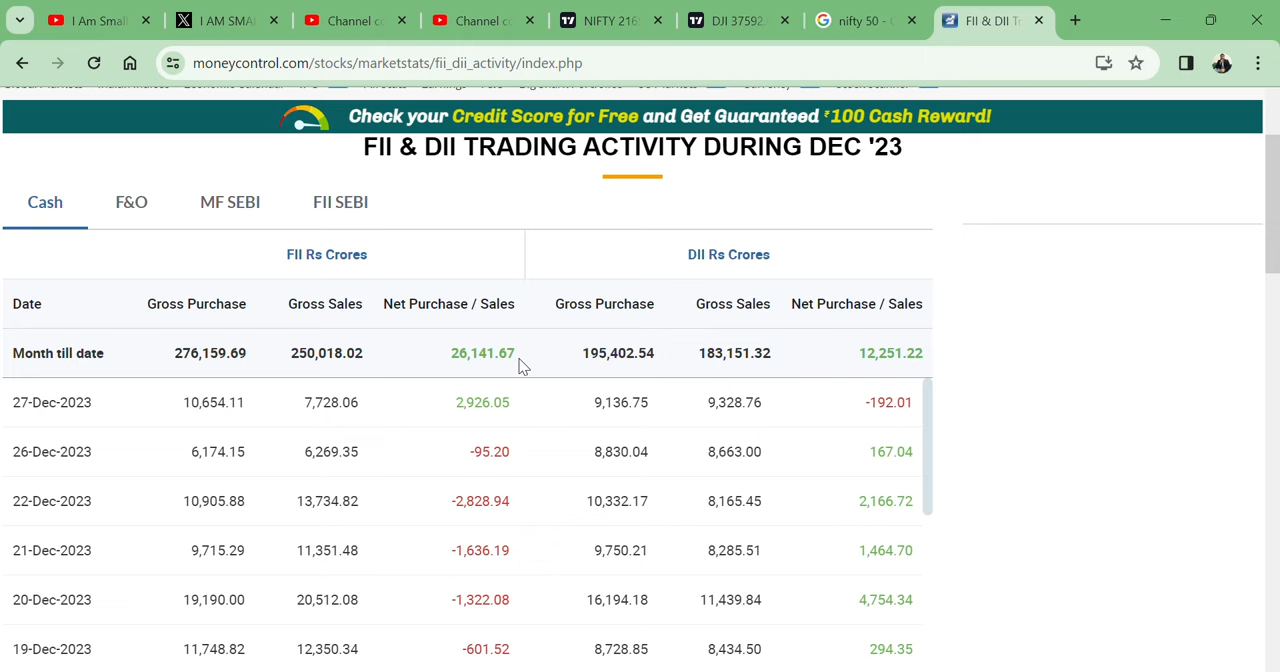 I Am Small
I AM SMA
Channel c
Channel c
NIFTY 216
DJI 37592
nifty 50 -
FII & DII T
moneycontrol.com/stocks/marketstats/fii_dii_activity/index.php
Check your Credit Score for Free and Get Guaranteed ₹100 Cash Reward!
FII & DII TRADING ACTIVITY DURING DEC '23
Cash F&O MF SEBI FII SEBI
FII Rs Crores DII Rs Crores
Date Gross Purchase Gross Sales Net Purchase / Sales Gross Purchase Gross Sales Net Purchase / Sales
Month till date 276,159.69 250,018.02 26,141.67 195,402.54 183,151.32 12,251.22
27-Dec-2023 10,654.11 7,728.06 2,926.05 9,136.75 9,328.76 -192.01
26-Dec-2023 6,174.15 6,269.35 -95.20 8,830.04 8,663.00 167.04
22-Dec-2023 10,905.88 13,734.82 -2,828.94 10,332.17 8,165.45 2,166.72
21-Dec-2023 9,715.29 11,351.48 -1,636.19 9,750.21 8,285.51 1,464.70
20-Dec-2023 19,190.00 20,512.08 -1,322.08 16,194.18 11,439.84 4,754.34
19-Dec-2023 11,748.82 12,350.34 -601.52 8,728.85 8,434.50 294.35